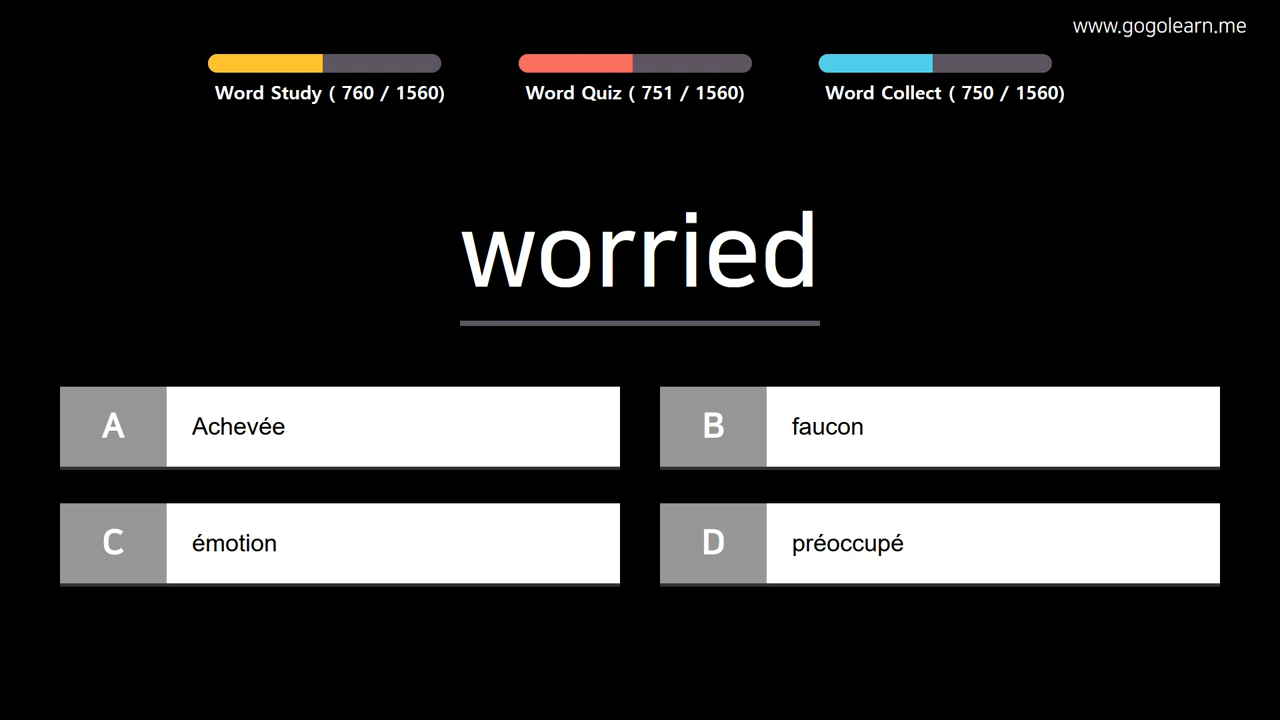 www.gogolearn.me
Word Study ( 760 / 1560)
Word Quiz ( 751 / 1560)
Word Collect ( 750 / 1560)
worried
A
Achevée
B
faucon
C
émotion
D
préoccupé